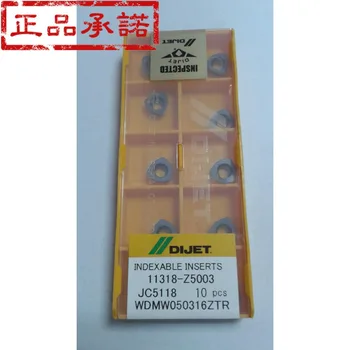 正品承諾
DIJET
INSPECTED
DIJET
INDEXABLE INSERTS
11318-Z5003
JC5118 10 pcs
WDMW050316ZTR